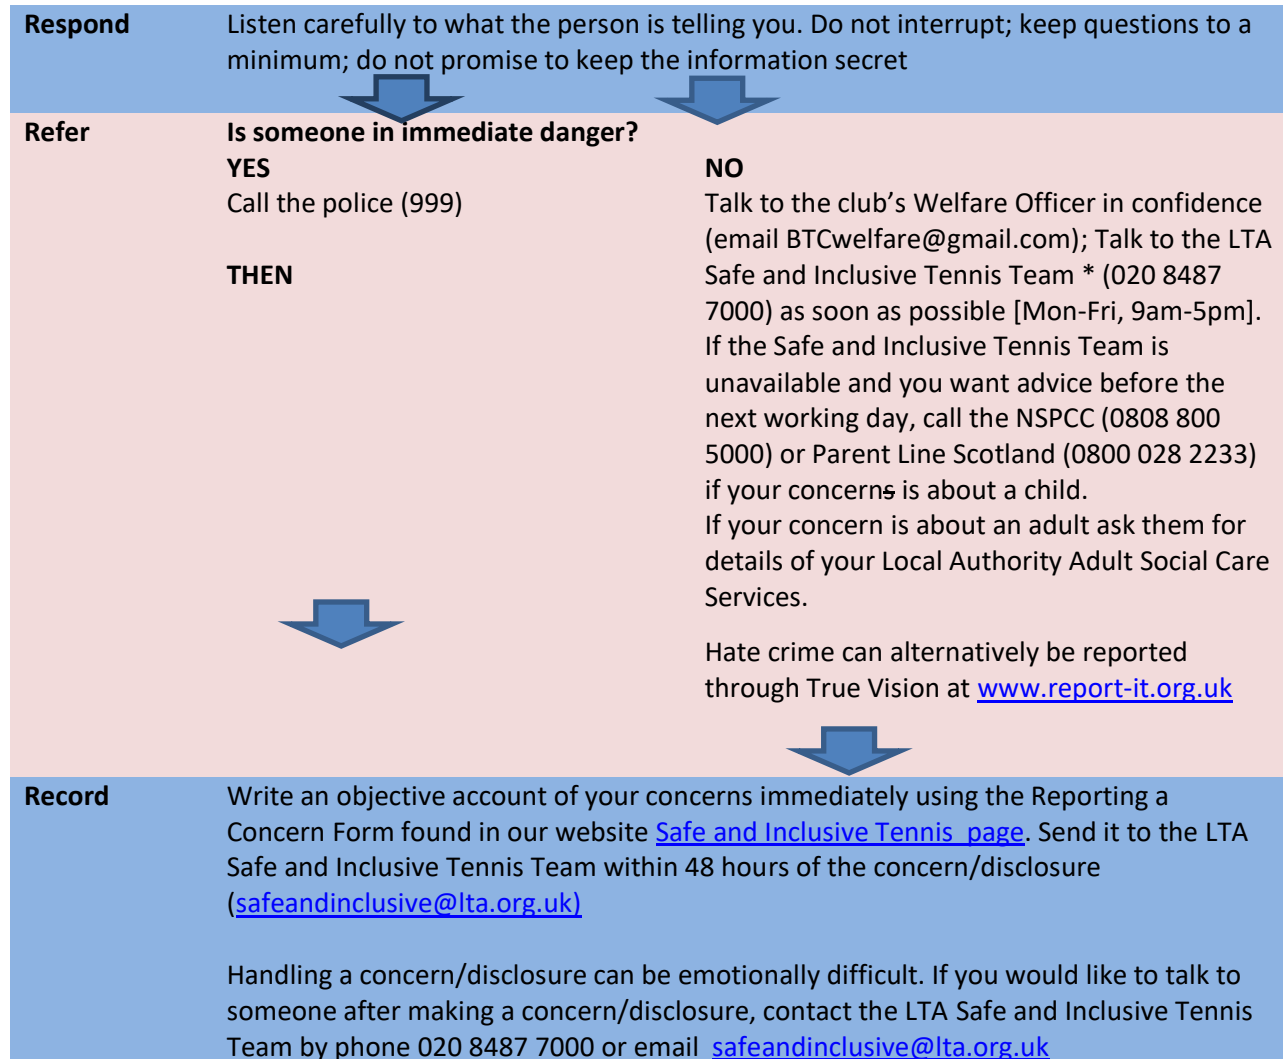 Respond
Listen carefully to what the person is telling you. Do not interrupt; keep questions to a
minimum; do not promise to keep the information secret
Refer
Is someone in immediate danger?
YES
Call the police (999)
THEN
NO
Talk to the club's Welfare Officer in confidence
(email BTCwelfare@gmail.com); Talk to the LTA
Safe and Inclusive Tennis Team * (020 8487
7000) as soon as possible [Mon-Fri, 9am-5pm].
If the Safe and Inclusive Tennis Team is
unavailable and you want advice before the
next working day, call the NSPCC (0808 800
5000) or Parent Line Scotland (0800 028 2233)
if your concerns is about a child.
If your concern is about an adult ask them for
details of your Local Authority Adult Social Care
Services.
Hate crime can alternatively be reported
through True Vision at www.report-it.org.uk
Record
Write an objective account of your concerns immediately using the Reporting a
Concern Form found in our website Safe and Inclusive Tennis page. Send it to the LTA
Safe and Inclusive Tennis Team within 48 hours of the concern/disclosure
(safeandinclusive@lta.org.uk)
Handling a concern/disclosure can be emotionally difficult. If you would like to talk to
someone after making a concern/disclosure, contact the LTA Safe and Inclusive Tennis
Team by phone 020 8487 7000 or email safeandinclusive@lta.org.uk